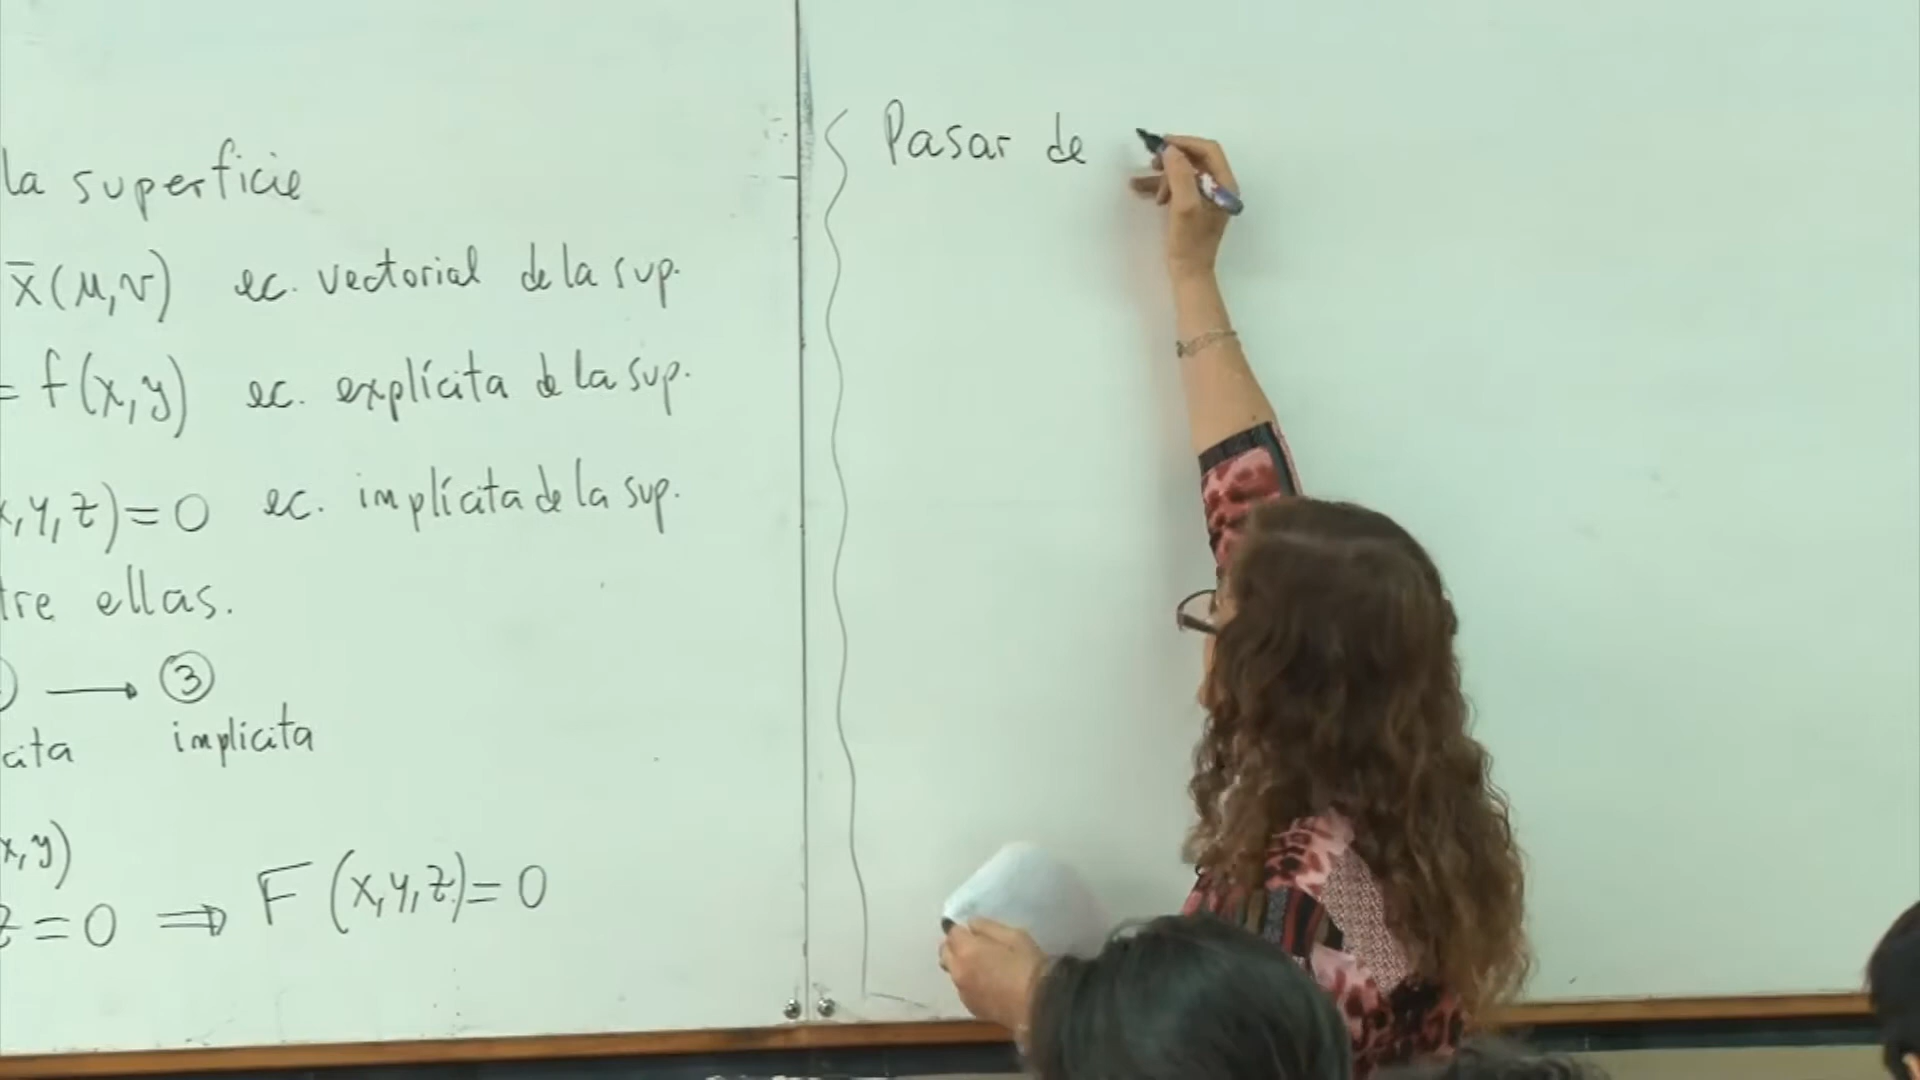 la superficie
x̄(u,v) ec. vectorial de la sup.
= f(x,y) ec. explícita de la sup.
x,y,z)=0 ec. implícita de la sup.
tre ellas.
→ ③
cita implicita
x,y)
z=0 ⇒ F(x,y,z)=0
Pasar de